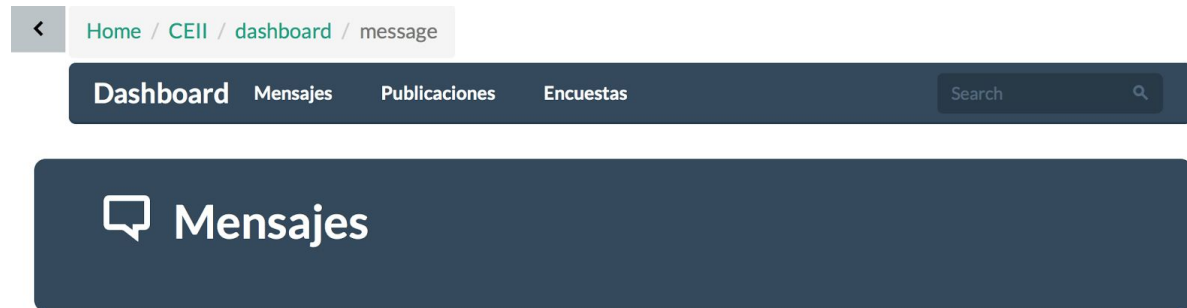 Home / CEII / dashboard / message
Dashboard Mensajes Publicaciones Encuestas Search
Mensajes